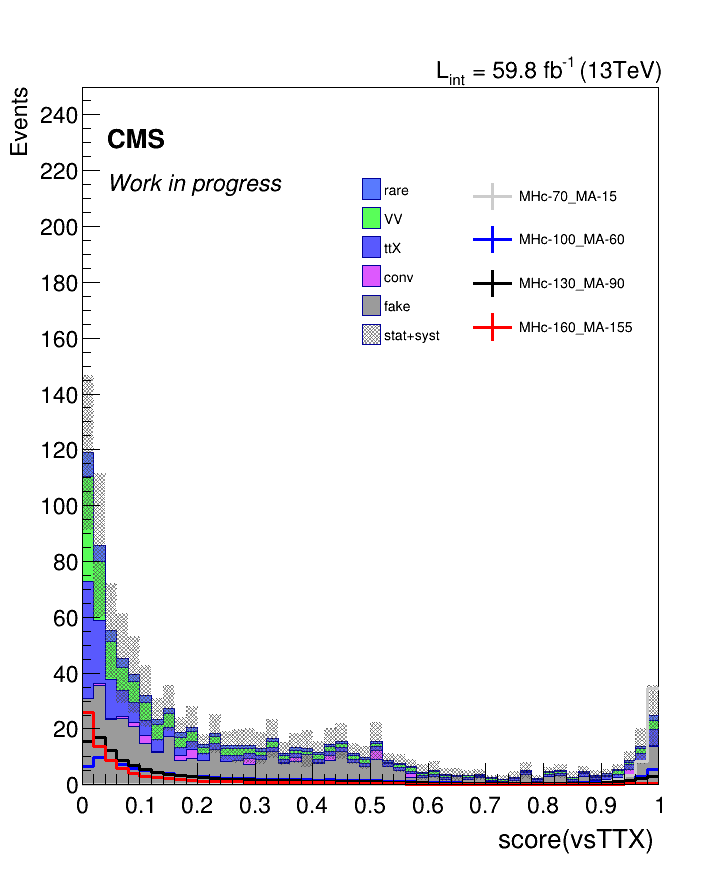 L_int = 59.8 fb^-1 (13TeV)
Events
CMS
Work in progress
rare
VV
ttX
conv
fake
stat+syst
MHc-70_MA-15
MHc-100_MA-60
MHc-130_MA-90
MHc-160_MA-155
240
220
200
180
160
140
120
100
80
60
40
20
0
0 0.1 0.2 0.3 0.4 0.5 0.6 0.7 0.8 0.9 1
score(vsTTX)